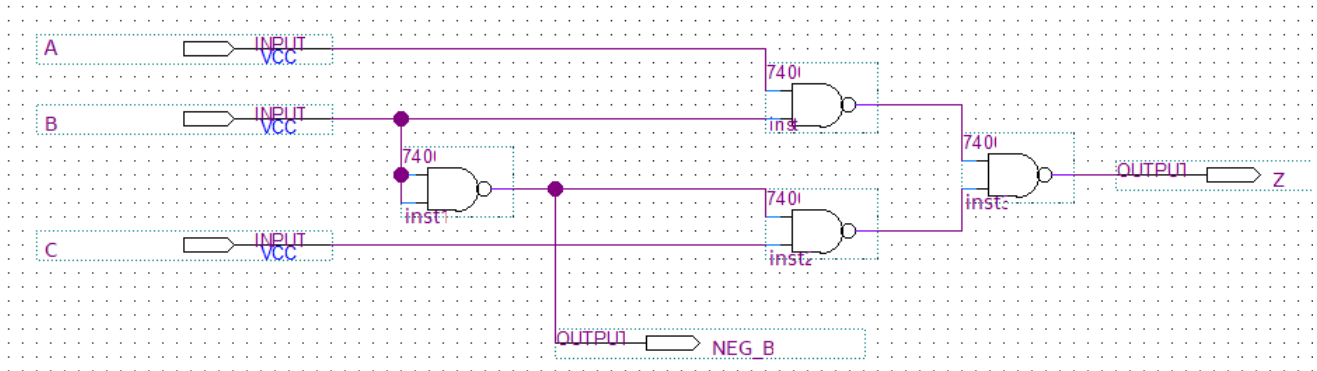 A
INPUT
VCC
B
INPUT
VCC
C
INPUT
VCC
7400
inst1
7400
inst
7400
inst2
7400
inst3
OUTPUT
Z
OUTPUT
NEG_B